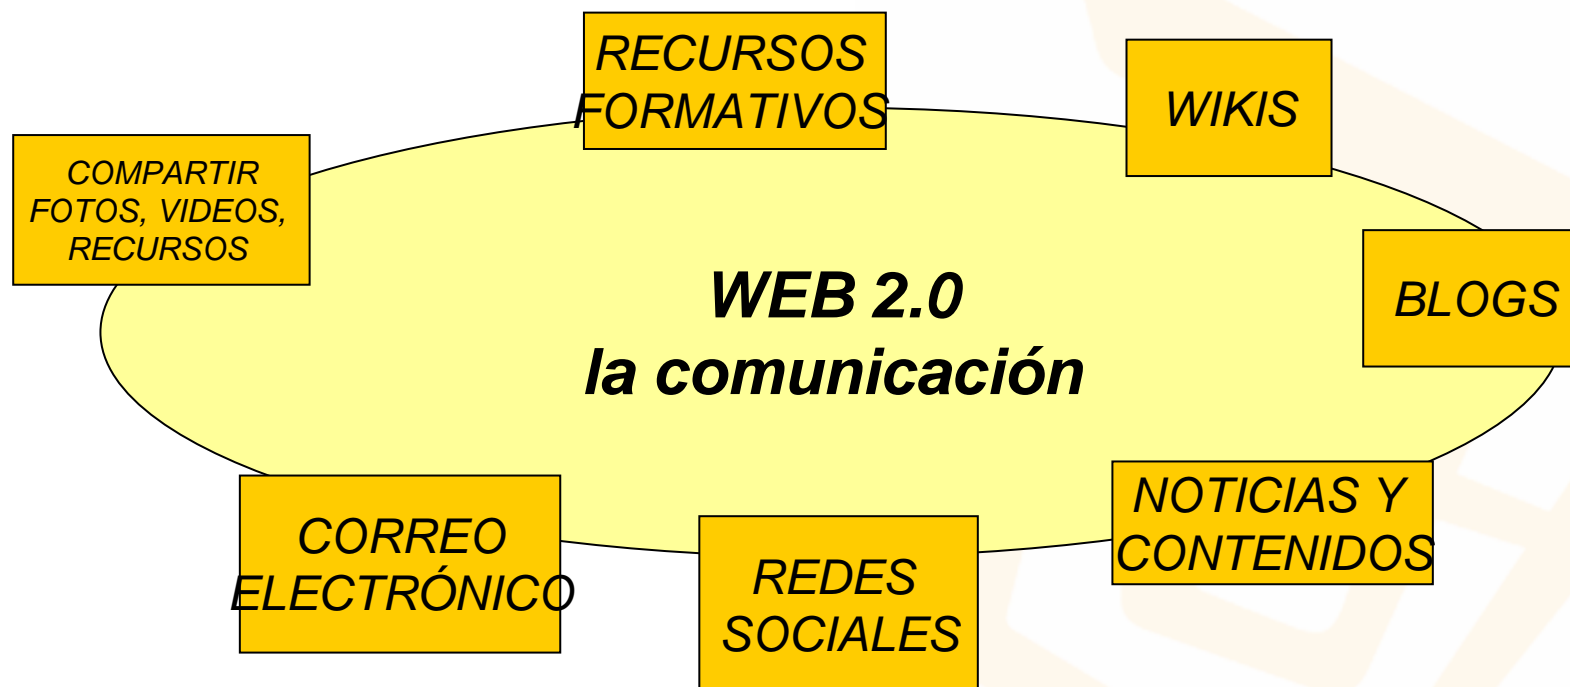 RECURSOS
FORMATIVOS
WIKIS
COMPARTIR
FOTOS, VIDEOS,
RECURSOS
WEB 2.0
la comunicación
BLOGS
CORREO
ELECTRÓNICO
REDES
SOCIALES
NOTICIAS Y
CONTENIDOS